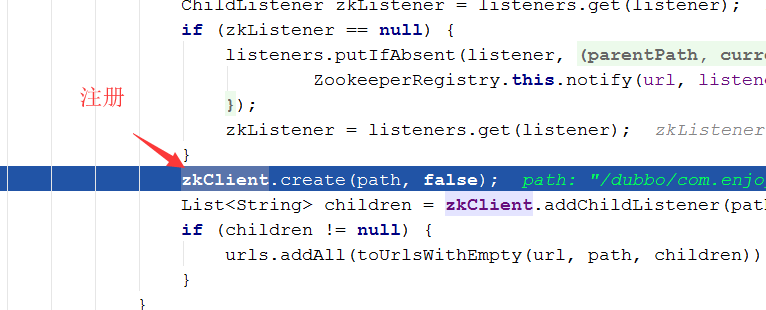 ChildListener zkListener = listeners.get(listener);
if (zkListener == null) {
listeners.putIfAbsent(listener, (parentPath, curr
ZookeeperRegistry.this.notify(url, listene
});
注册
zkListener = listeners.get(listener); zkListener
}
zkClient.create(path, false); path: "/dubbo/com.enjo
List<String> children = zkClient.addChildListener(pat
if (children != null) {
urls.addAll(toUrlsWithEmpty(url, path, children))
}
}